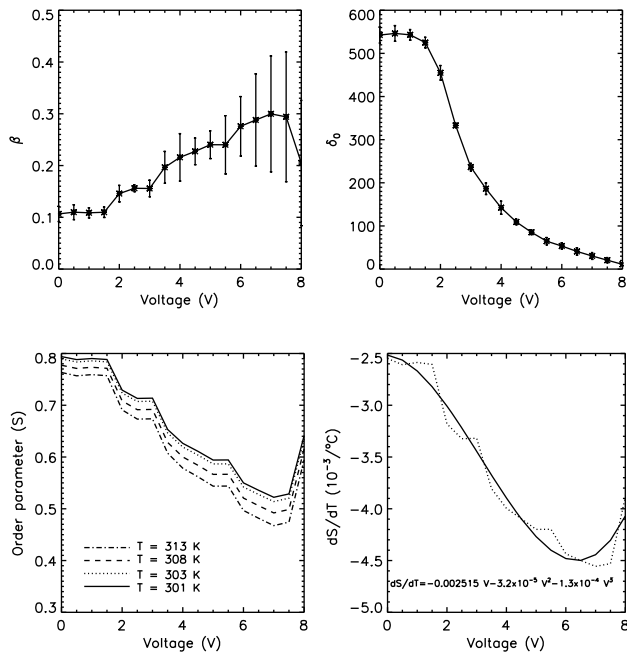 0.5
0.4
0.3
0.2
0.1
0.0
β
0 2 4 6 8
Voltage (V)
600
500
400
300
200
100
0
δ₀
0 2 4 6 8
Voltage (V)
0.8
0.7
0.6
0.5
0.4
0.3
Order parameter (S)
T = 313 K
T = 308 K
T = 303 K
T = 301 K
0 2 4 6 8
Voltage (V)
−2.5
−3.0
−3.5
−4.0
−4.5
−5.0
dS/dT (10⁻³/°C)
dS/dT=−0.002515 V−3.2x10⁻⁵ V²−1.3x10⁻⁴ V³
0 2 4 6 8
Voltage (V)